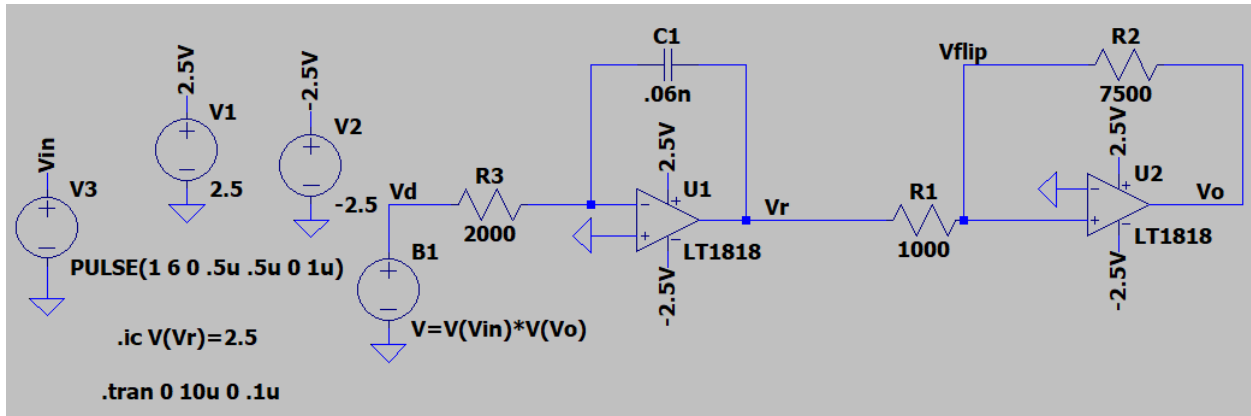 Vin
V3
PULSE(1 6 0 .5u .5u 0 1u)
2.5V
V1
2.5
-2.5V
V2
-2.5
Vd
B1
V=V(Vin)*V(Vo)
R3
2000
C1
.06n
2.5V
U1
LT1818
-2.5V
Vr
R1
1000
Vflip
R2
7500
2.5V
U2
Vo
LT1818
-2.5V
.ic V(Vr)=2.5
.tran 0 10u 0 .1u